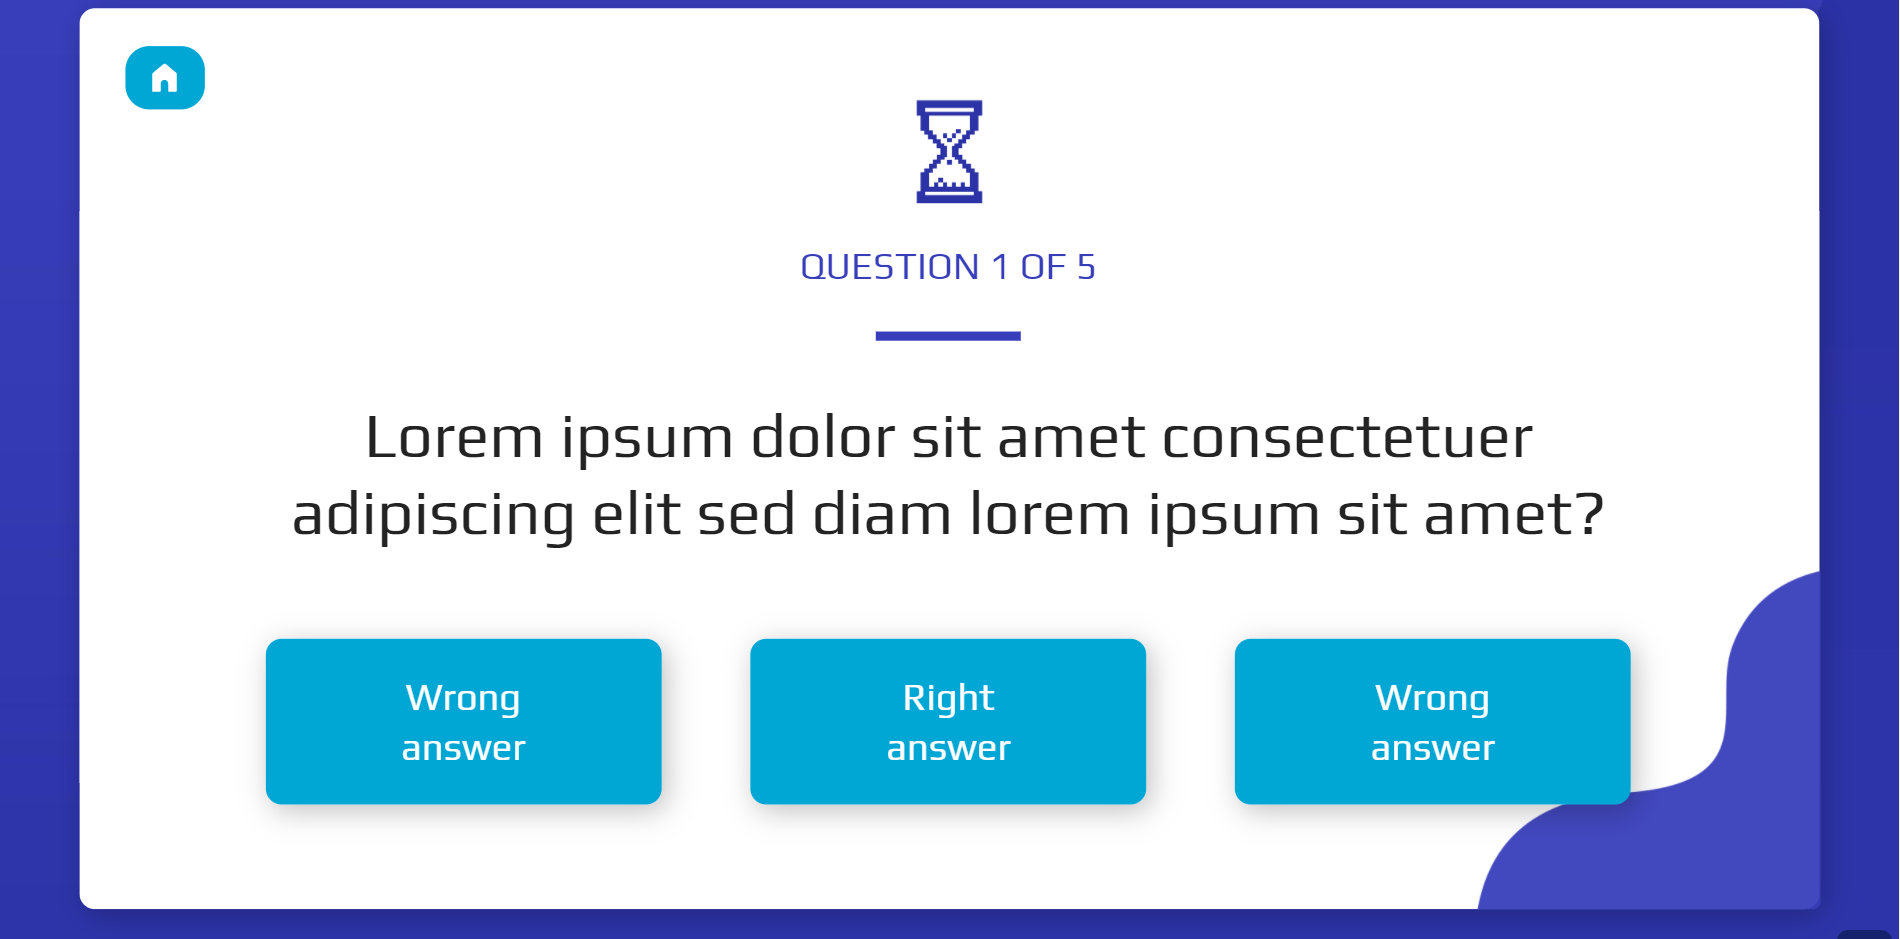 QUESTION 1 OF 5
Lorem ipsum dolor sit amet consectetuer
adipiscing elit sed diam lorem ipsum sit amet?
Wrong
answer
Right
answer
Wrong
answer